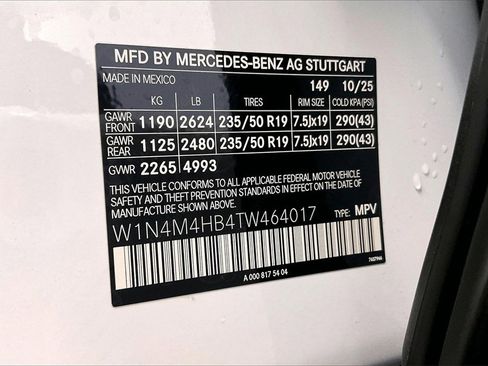 MFD BY MERCEDES-BENZ AG STUTTGART
MADE IN MEXICO 149 10/25
KG LB TIRES RIM SIZE COLD KPA (PSI)
GAWR FRONT 1190 2624 235/50 R19 7.5Jx19 290(43)
GAWR REAR 1125 2480 235/50 R19 7.5Jx19 290(43)
GVWR 2265 4993
THIS VEHICLE CONFORMS TO ALL APPLICABLE FEDERAL MOTOR VEHICLE
SAFETY AND THEFT PREVENTION STANDARDS IN EFFECT ON THE DATE OF
MANUFACTURE SHOWN ABOVE.
W1N4M4HB4TW464017 TYPE: MPV
A 000 817 54 04